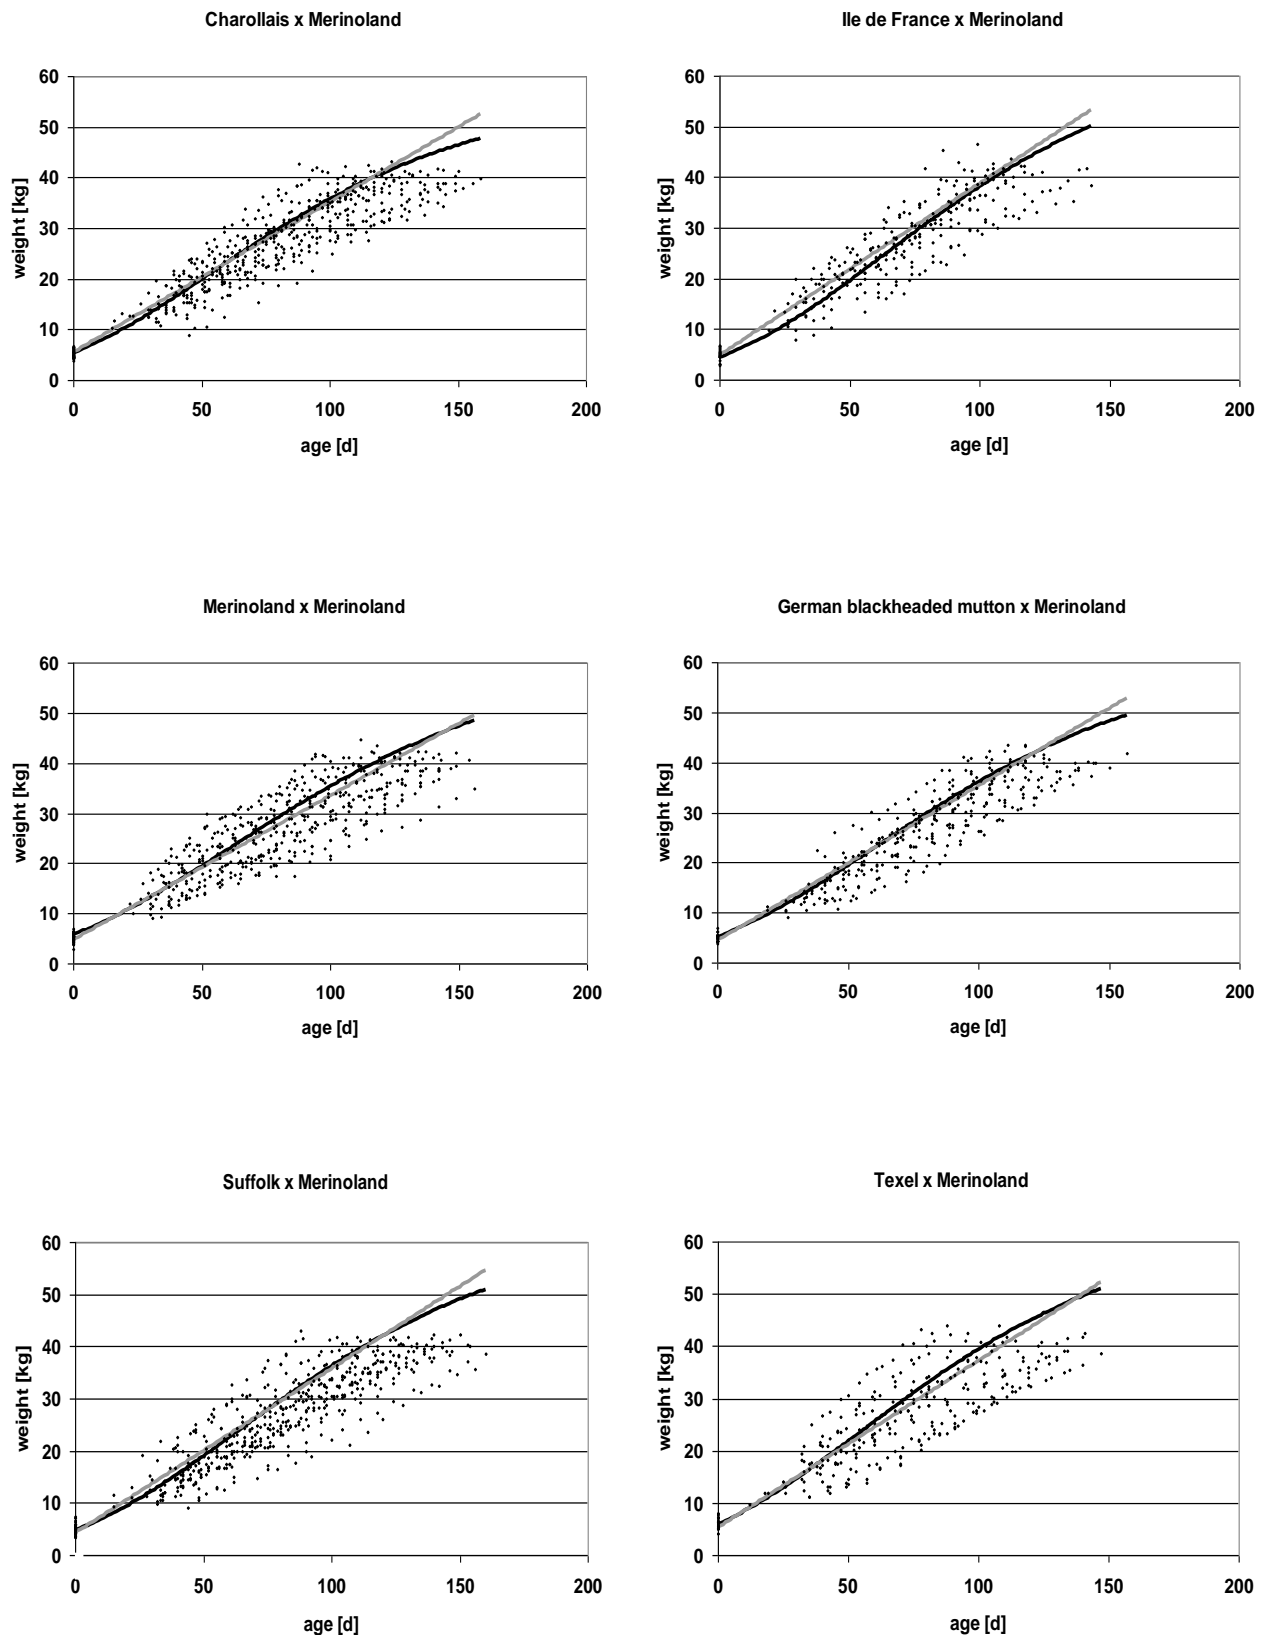 Charollais x Merinoland
60
50
40
30
20
10
0
weight [kg]
0 50 100 150 200
age [d]
Ile de France x Merinoland
60
50
40
30
20
10
0
weight [kg]
0 50 100 150 200
age [d]
Merinoland x Merinoland
60
50
40
30
20
10
0
weight [kg]
0 50 100 150 200
age [d]
German blackheaded mutton x Merinoland
60
50
40
30
20
10
0
weight [kg]
0 50 100 150 200
age [d]
Suffolk x Merinoland
60
50
40
30
20
10
0
weight [kg]
0 50 100 150 200
age [d]
Texel x Merinoland
60
50
40
30
20
10
0
weight [kg]
0 50 100 150 200
age [d]